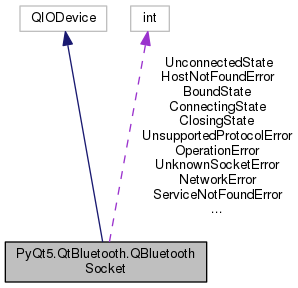 QIODevice
int
UnconnectedState
HostNotFoundError
BoundState
ConnectingState
ClosingState
UnsupportedProtocolError
OperationError
UnknownSocketError
NetworkError
ServiceNotFoundError
...
PyQt5.QtBluetooth.QBluetooth
Socket